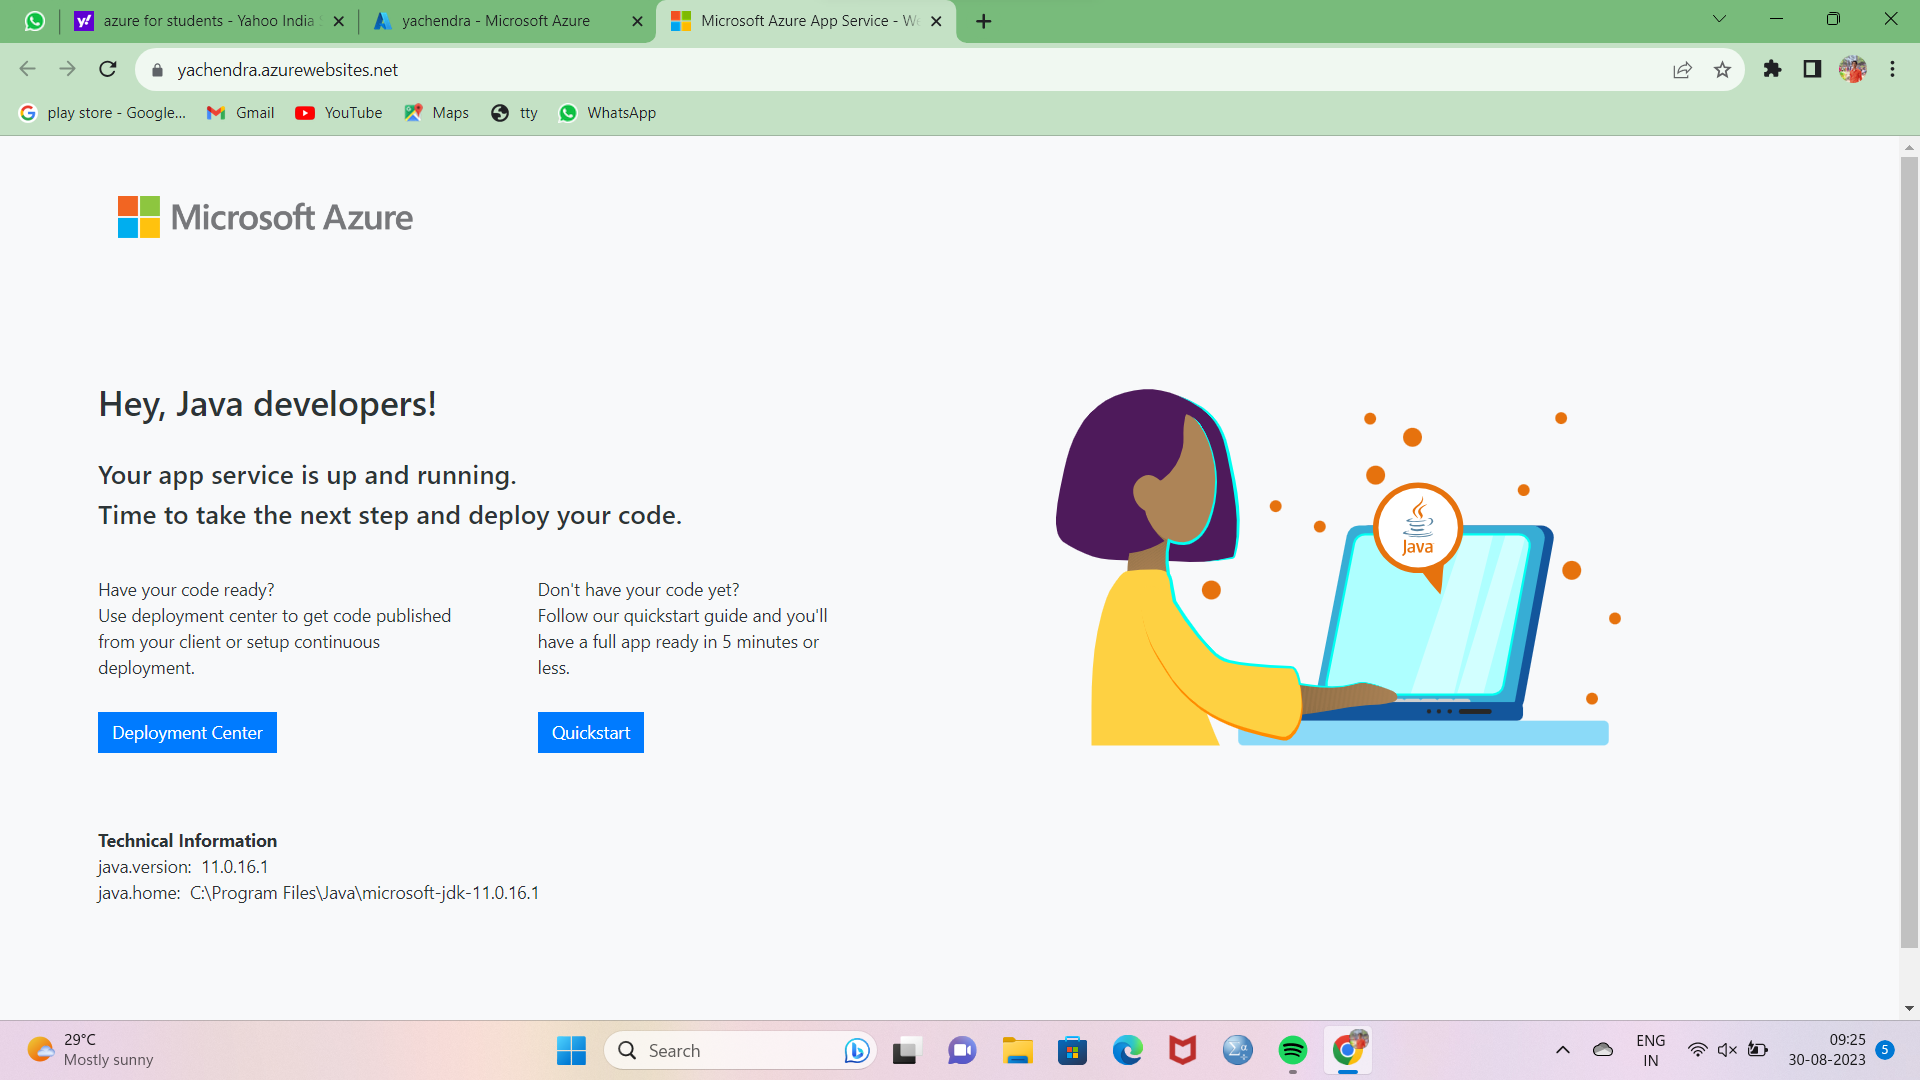 azure for students - Yahoo India
yachendra - Microsoft Azure
Microsoft Azure App Service - We
yachendra.azurewebsites.net
play store - Google...
Gmail
YouTube
Maps
tty
WhatsApp
Microsoft Azure
Hey, Java developers!
Your app service is up and running.
Time to take the next step and deploy your code.
Have your code ready?
Use deployment center to get code published
from your client or setup continuous
deployment.
Deployment Center
Don't have your code yet?
Follow our quickstart guide and you'll
have a full app ready in 5 minutes or
less.
Quickstart
Java
Technical Information
java.version: 11.0.16.1
java.home: C:\Program Files\Java\microsoft-jdk-11.0.16.1
29°C
Mostly sunny
Search
ENG
IN
09:25
30-08-2023
5